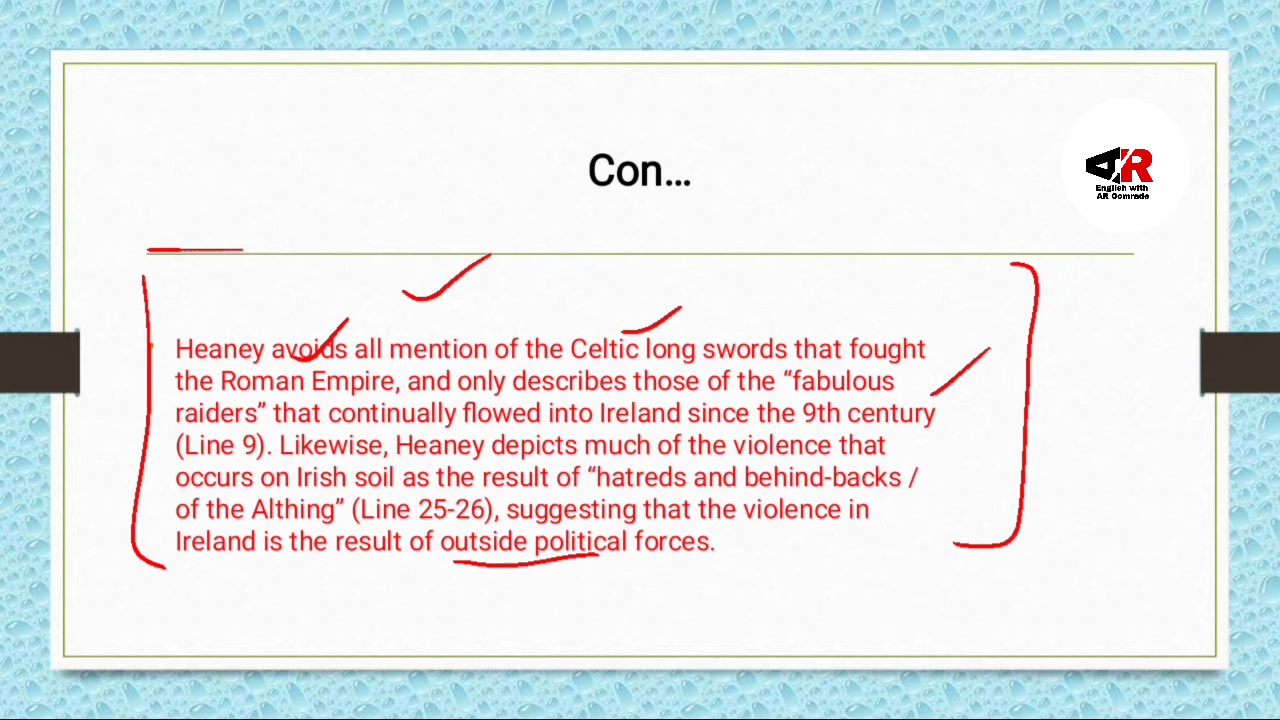 Con...
AR
English with
AR Comrade
Heaney avoids all mention of the Celtic long swords that fought
the Roman Empire, and only describes those of the “fabulous
raiders” that continually flowed into Ireland since the 9th century
(Line 9). Likewise, Heaney depicts much of the violence that
occurs on Irish soil as the result of “hatreds and behind-backs /
of the Althing” (Line 25-26), suggesting that the violence in
Ireland is the result of outside political forces.